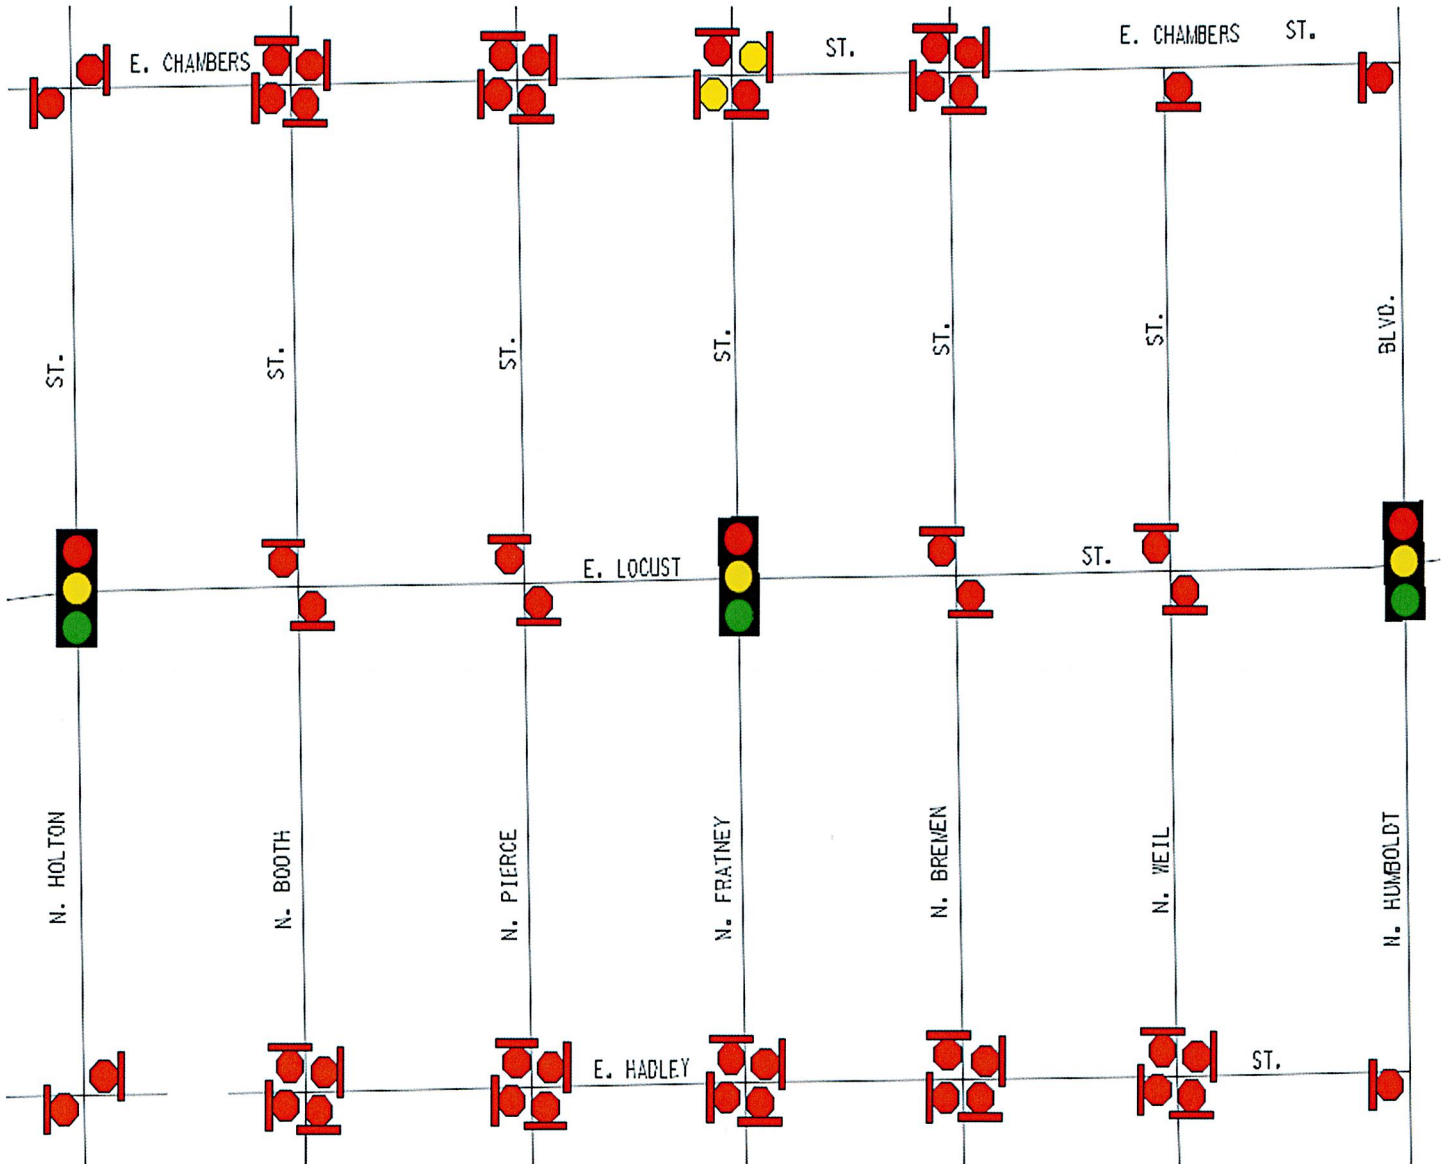 E. CHAMBERS
ST.
E. CHAMBERS ST.
ST.
ST.
ST.
ST.
ST.
ST.
BLVD.
E. LOCUST
ST.
N. HOLTON
N. BOOTH
N. PIERCE
N. FRATNEY
N. BREMEN
N. WEIL
N. HUMBOLDT
E. HADLEY
ST.